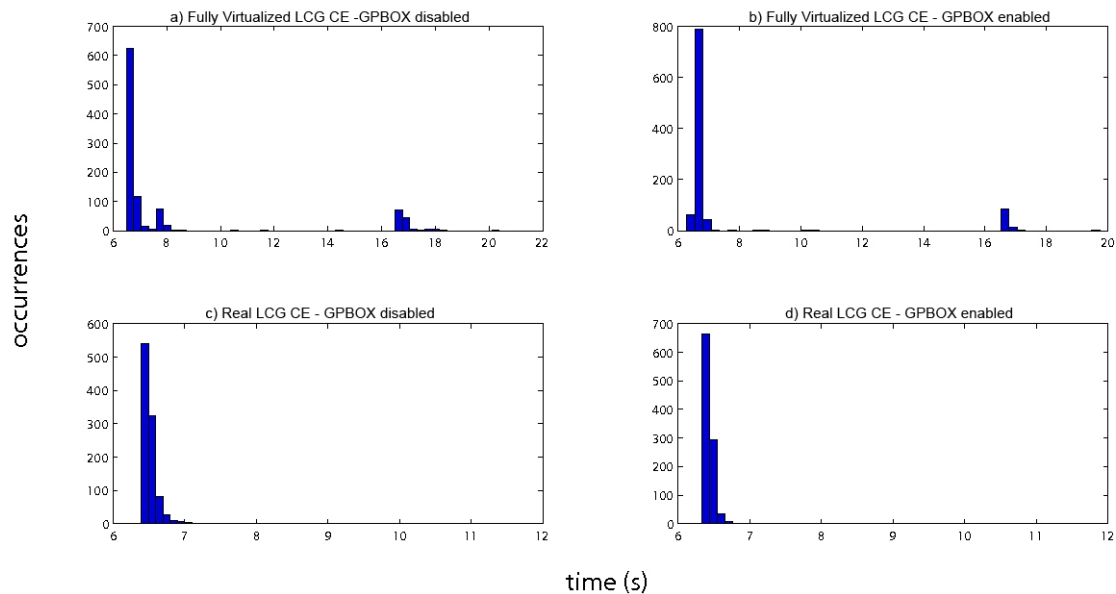 a) Fully Virtualized LCG CE -GPBOX disabled
700
600
500
400
300
200
100
0
6 8 10 12 14 16 18 20 22
b) Fully Virtualized LCG CE - GPBOX enabled
800
600
400
200
0
6 8 10 12 14 16 18 20
occurrences
c) Real LCG CE - GPBOX disabled
600
500
400
300
200
100
0
6 7 8 9 10 11 12
d) Real LCG CE - GPBOX enabled
700
600
500
400
300
200
100
0
6 7 8 9 10 11 12
time (s)